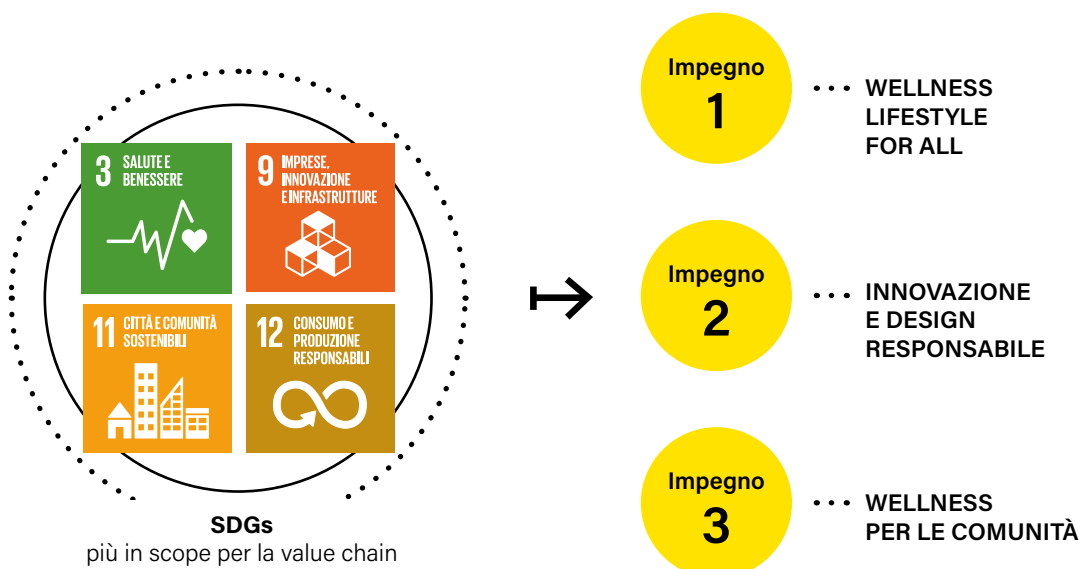 3 SALUTE E
BENESSERE
9 IMPRESE,
INNOVAZIONE
E INFRASTRUTTURE
11 CITTÀ E COMUNITÀ
SOSTENIBILI
12 CONSUMO E
PRODUZIONE
RESPONSABILI
SDGs
più in scope per la value chain
Impegno
1
WELLNESS
LIFESTYLE
FOR ALL
Impegno
2
INNOVAZIONE
E DESIGN
RESPONSABILE
Impegno
3
WELLNESS
PER LE COMUNITÀ